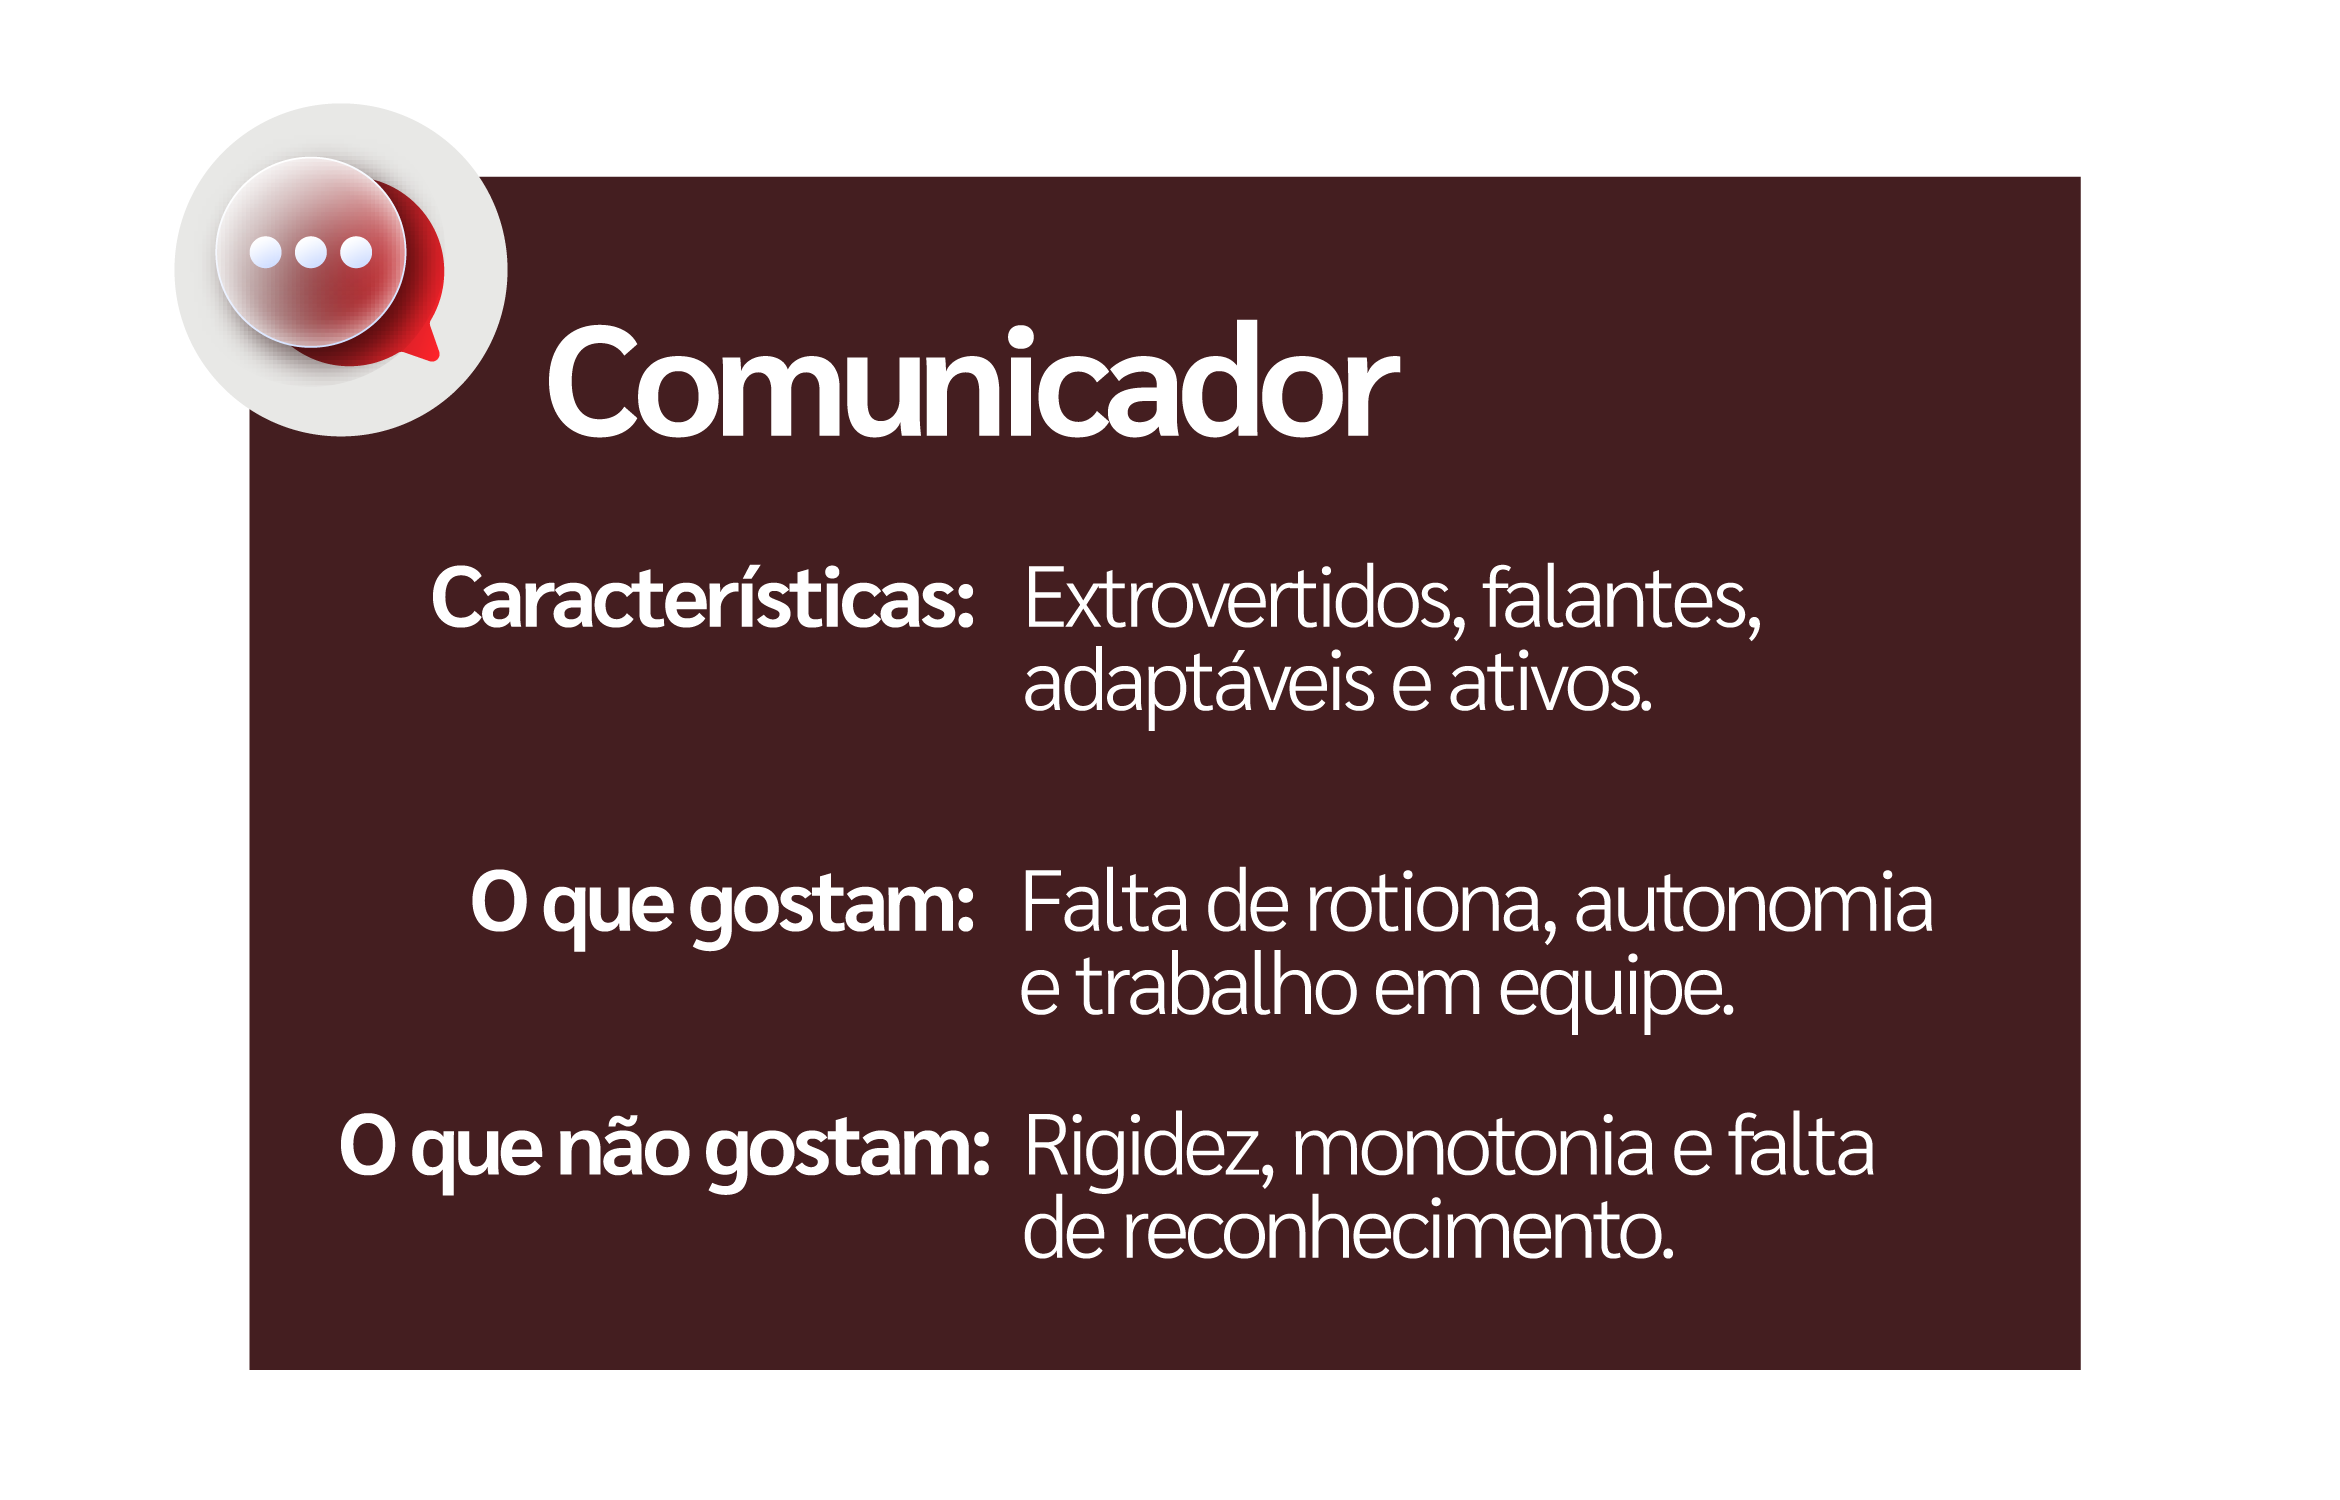 Comunicador
Características: Extrovertidos, falantes,
adaptáveis e ativos.
O que gostam: Falta de rotiona, autonomia
e trabalho em equipe.
O que não gostam: Rigidez, monotonia e falta
de reconhecimento.